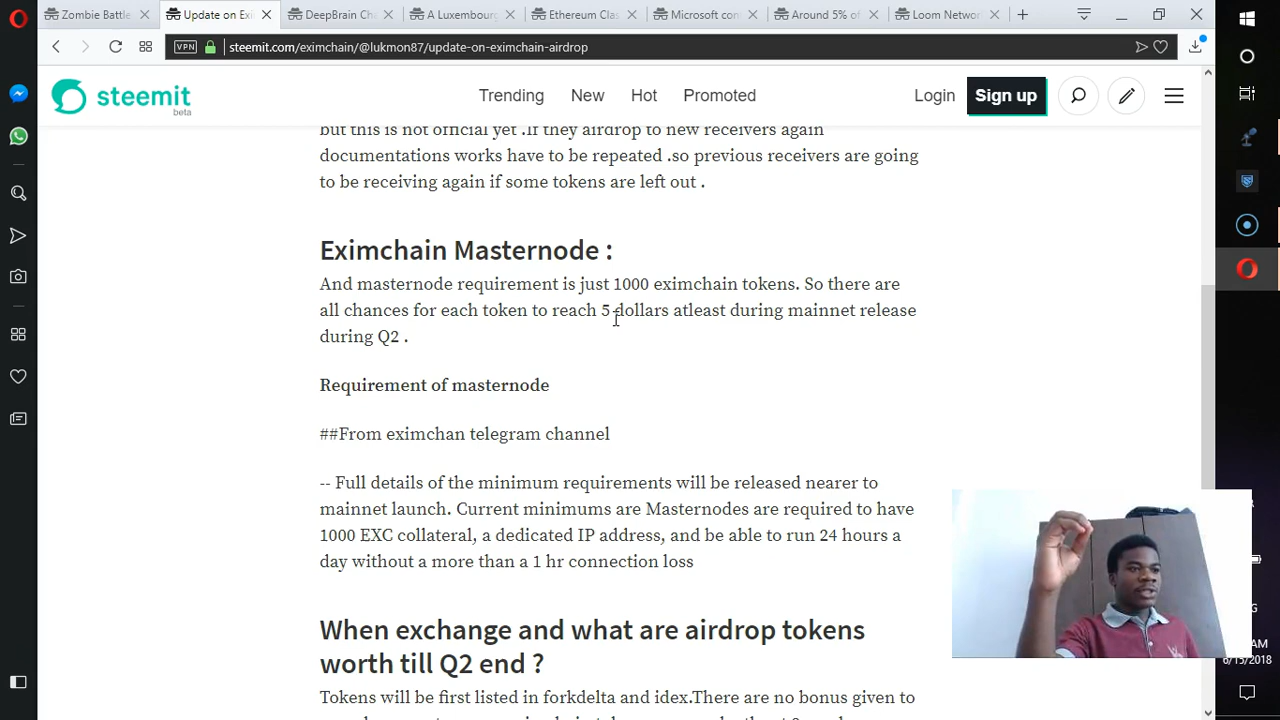 Zombie Battle
Update on Exi
DeepBrain Cha
A Luxembourg
Ethereum Clas
Microsoft con
Around 5% of
Loom Networ
VPN
steemit.com/eximchain/@lukmon87/update-on-eximchain-airdrop
steemit
beta
Trending
New
Hot
Promoted
Login
Sign up
but this is not official yet .If they airdrop to new receivers again
documentations works have to be repeated .so previous receivers are going
to be receiving again if some tokens are left out .
Eximchain Masternode :
And masternode requirement is just 1000 eximchain tokens. So there are
all chances for each token to reach 5 dollars atleast during mainnet release
during Q2 .
Requirement of masternode
##From eximchan telegram channel
-- Full details of the minimum requirements will be released nearer to
mainnet launch. Current minimums are Masternodes are required to have
1000 EXC collateral, a dedicated IP address, and be able to run 24 hours a
day without a more than a 1 hr connection loss
When exchange and what are airdrop tokens
worth till Q2 end ?
Tokens will be first listed in forkdelta and idex.There are no bonus given to
AM
6/15/2018